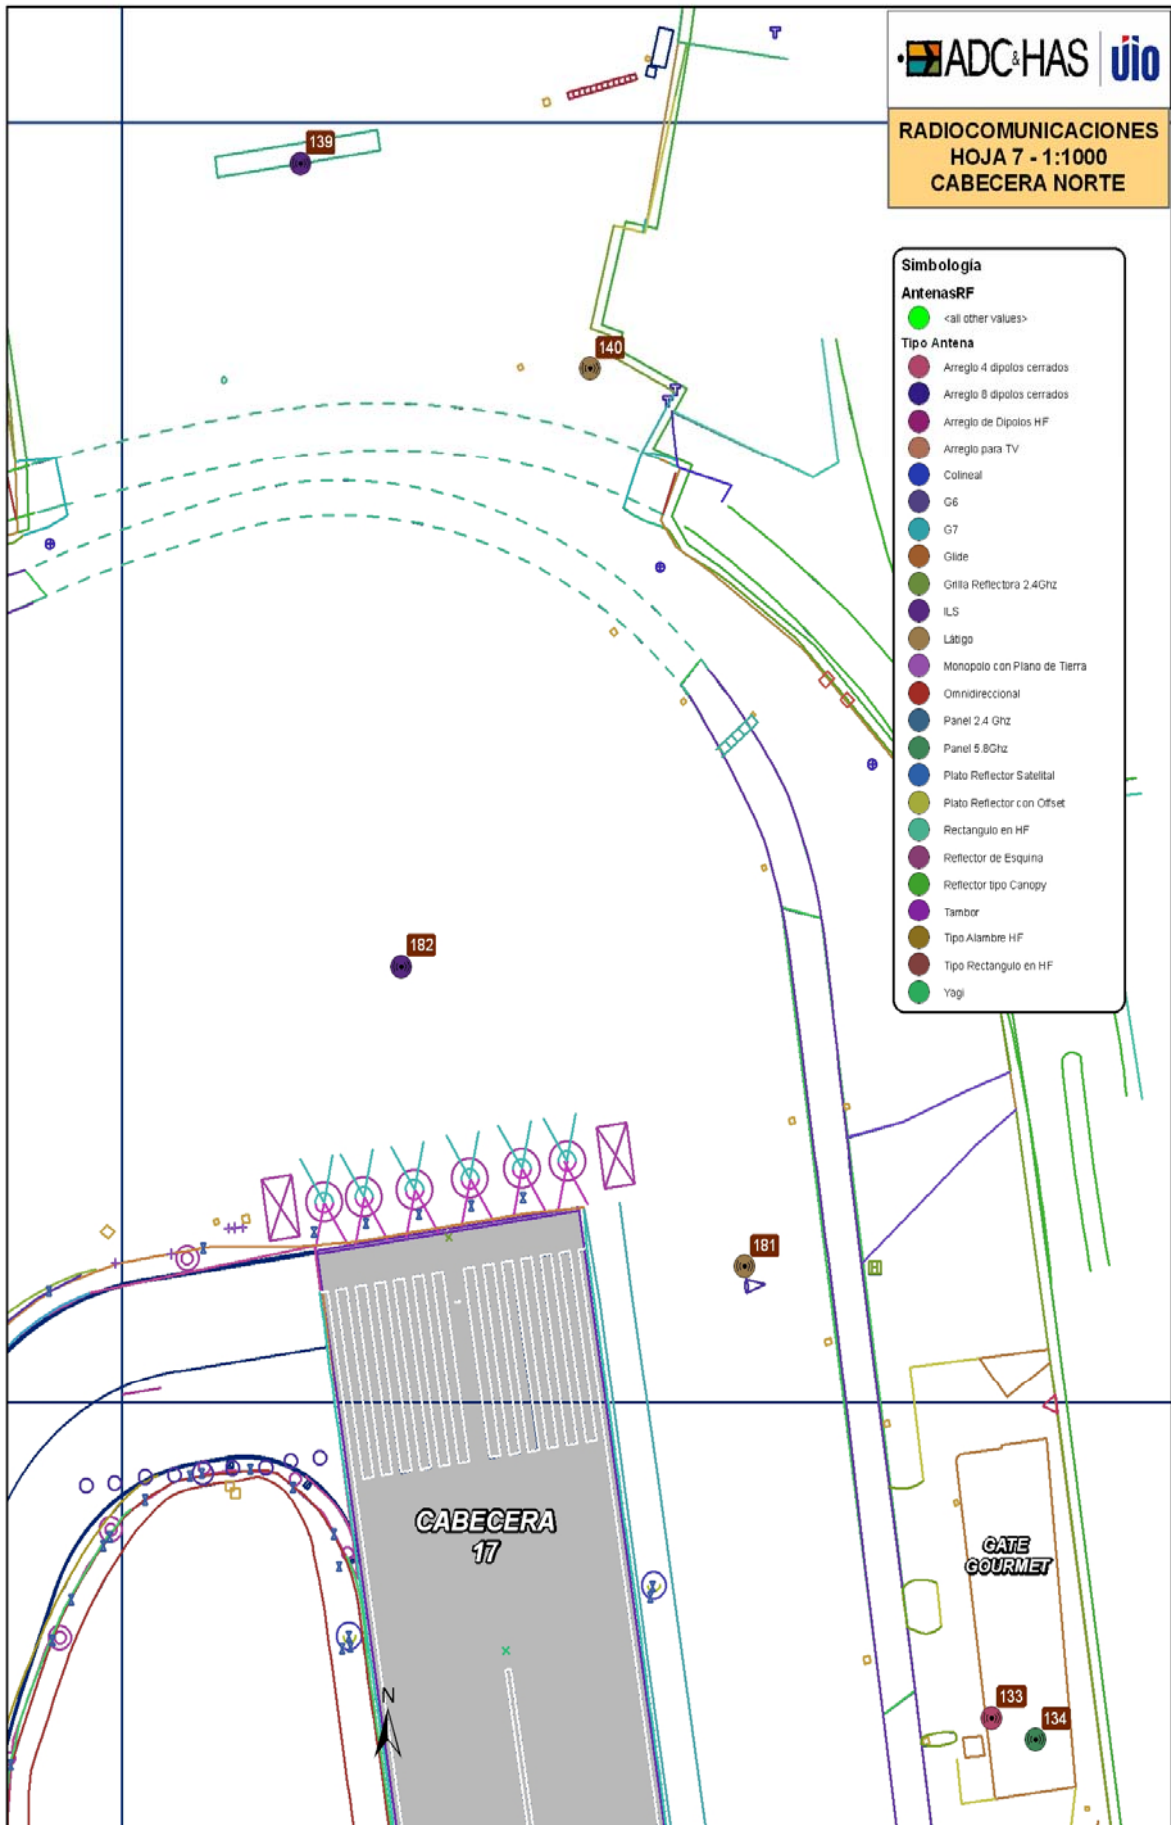 ADC&HAS UIO
RADIOCOMUNICACIONES
HOJA 7 - 1:1000
CABECERA NORTE
Simbología
AntenasRF
<all other values>
Tipo Antena
Arreglo 4 dipolos cerrados
Arreglo 8 dipolos cerrados
Arreglo de Dipolos HF
Arreglo para TV
Colineal
G6
G7
Glide
Grilla Reflectora 2.4Ghz
ILS
Látigo
Monopolo con Plano de Tierra
Omnidireccional
Panel 2.4 Ghz
Panel 5.8Ghz
Plato Reflector Satelital
Plato Reflector con Offset
Rectangulo en HF
Reflector de Esquina
Reflector tipo Canopy
Tambor
Tipo Alambre HF
Tipo Rectangulo en HF
Yagi
T
139
140
T
T
182
181
H
CABECERA
17
GATE
GOURMET
N
133
134